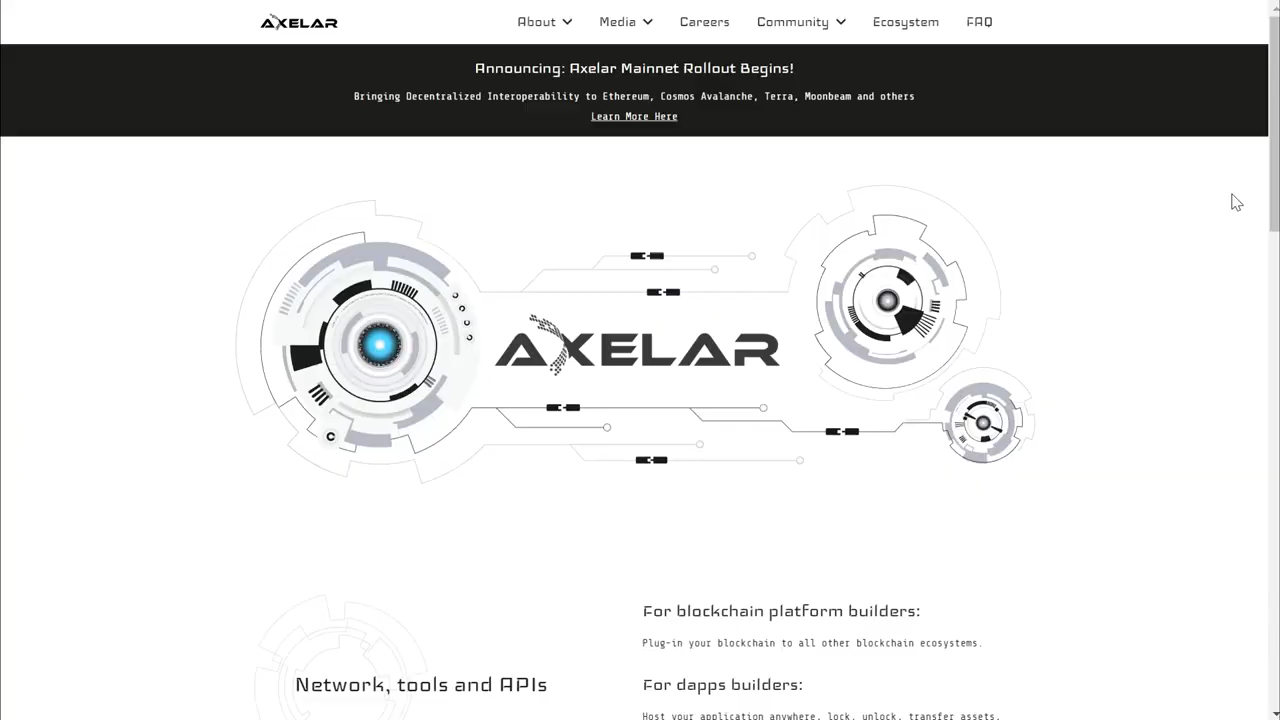 AXELAR
About Media Careers Community Ecosystem FAQ
Announcing: Axelar Mainnet Rollout Begins!
Bringing Decentralized Interoperability to Ethereum, Cosmos Avalanche, Terra, Moonbeam and others
Learn More Here
AXELAR
Network, tools and APIs
For blockchain platform builders:
Plug-in your blockchain to all other blockchain ecosystems.
For dapps builders:
Host your application anywhere, lock, unlock, transfer assets,